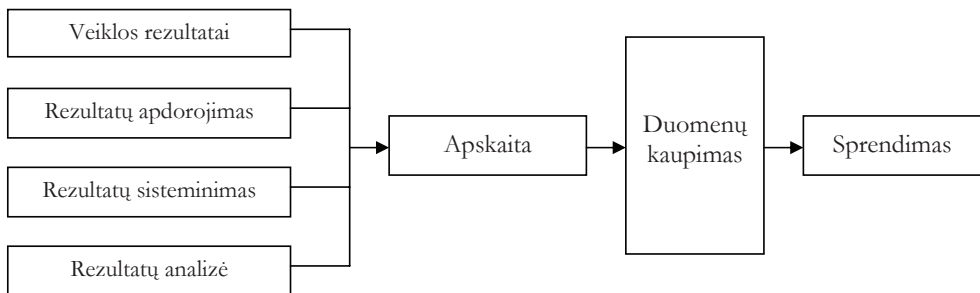 Veiklos rezultatai
Rezultatų apdorojimas
Rezultatų sisteminimas
Rezultatų analizė
Apskaita
Duomenų
kaupimas
Sprendimas